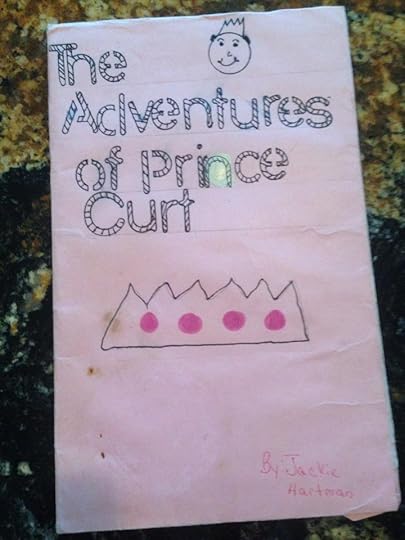 The
Adventures
of Prince
Curt
By Jackie
Hartman